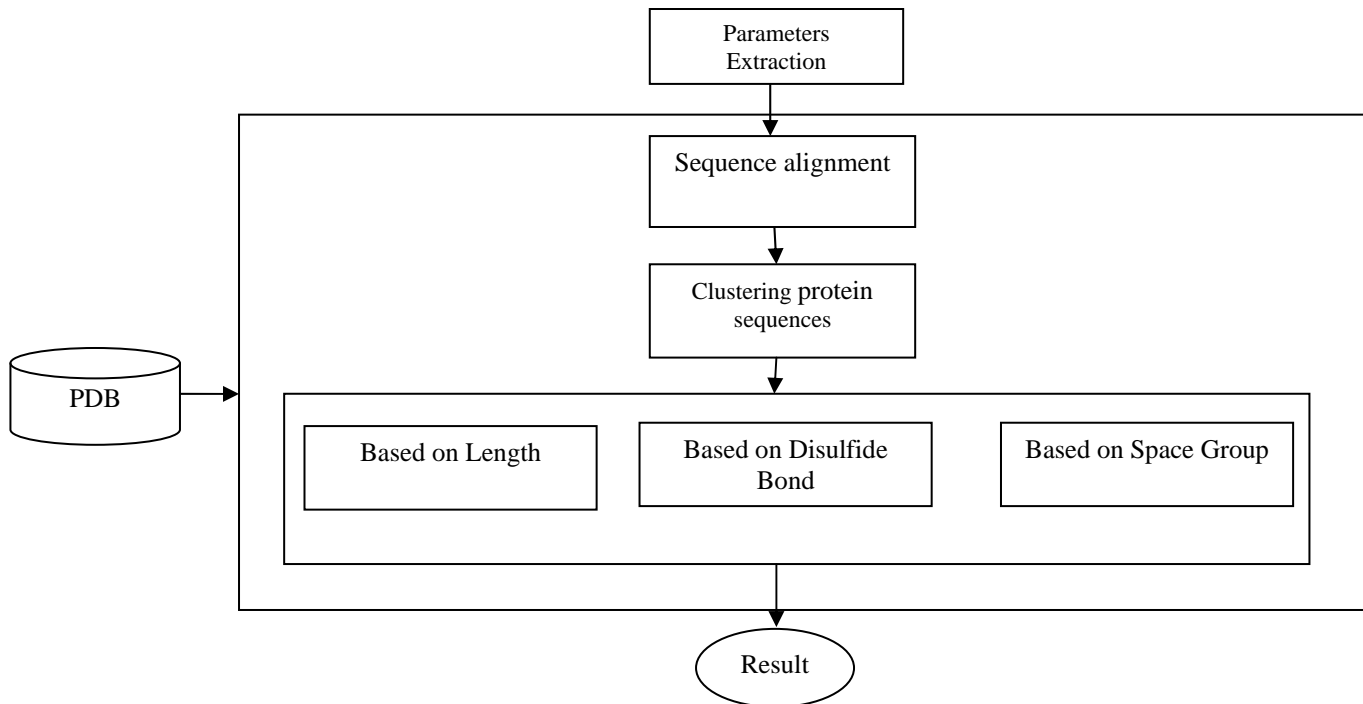 Parameters
Extraction
Sequence alignment
Clustering protein
sequences
PDB
Based on Length
Based on Disulfide
Bond
Based on Space Group
Result